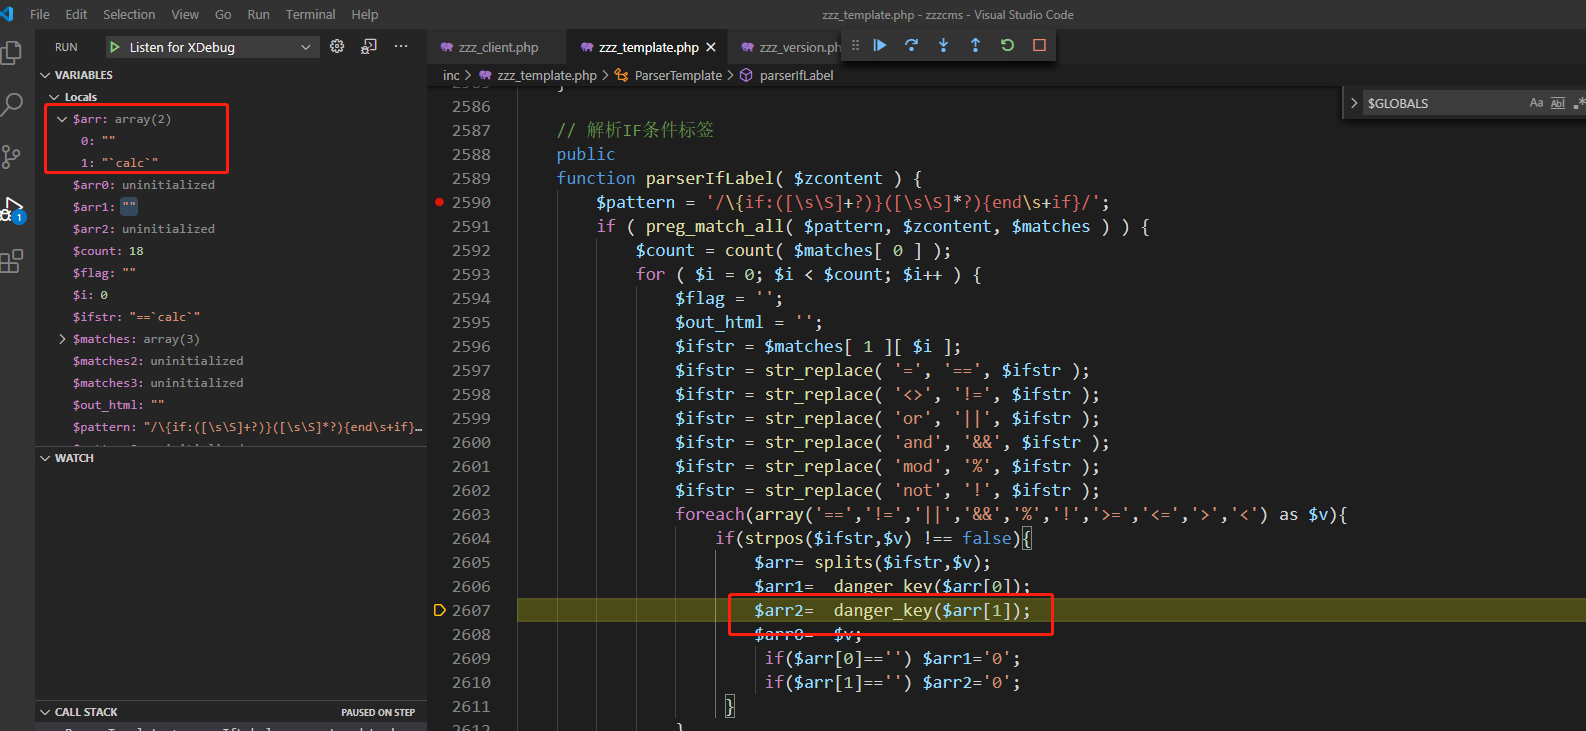 File Edit Selection View Go Run Terminal Help
zzz_template.php - zzzcms - Visual Studio Code
RUN Listen for XDebug
VARIABLES
Locals
$arr: array(2)
0: ""
1: "`calc`"
$arr0: uninitialized
$arr1: ""
$arr2: uninitialized
$count: 18
$flag: ""
$i: 0
$ifstr: "==`calc`"
$matches: array(3)
$matches2: uninitialized
$matches3: uninitialized
$out_html: ""
$pattern: "/\{if:([\s\S]+?)}([\s\S]*?){end\s+if}…
WATCH
CALL STACK PAUSED ON STEP
1
zzz_client.php zzz_template.php zzz_version.ph
inc > zzz_template.php > ParserTemplate > parserIfLabel
$GLOBALS Aa Abl
2586
2587 // 解析IF条件标签
2588 public
2589 function parserIfLabel( $zcontent ) {
2590 $pattern = '/\{if:([\s\S]+?)}([\s\S]*?){end\s+if}/';
2591 if ( preg_match_all( $pattern, $zcontent, $matches ) ) {
2592 $count = count( $matches[ 0 ] );
2593 for ( $i = 0; $i < $count; $i++ ) {
2594 $flag = '';
2595 $out_html = '';
2596 $ifstr = $matches[ 1 ][ $i ];
2597 $ifstr = str_replace( '=', '==', $ifstr );
2598 $ifstr = str_replace( '<>', '!=', $ifstr );
2599 $ifstr = str_replace( 'or', '||', $ifstr );
2600 $ifstr = str_replace( 'and', '&&', $ifstr );
2601 $ifstr = str_replace( 'mod', '%', $ifstr );
2602 $ifstr = str_replace( 'not', '!', $ifstr );
2603 foreach(array('==','!=','||','&&','%','!','>=','<=','>','<') as $v){
2604 if(strpos($ifstr,$v) !== false){
2605 $arr= splits($ifstr,$v);
2606 $arr1= danger_key($arr[0]);
2607 $arr2= danger_key($arr[1]);
2608 $arr0= $v;
2609 if($arr[0]=='') $arr1='0';
2610 if($arr[1]=='') $arr2='0';
2611 }